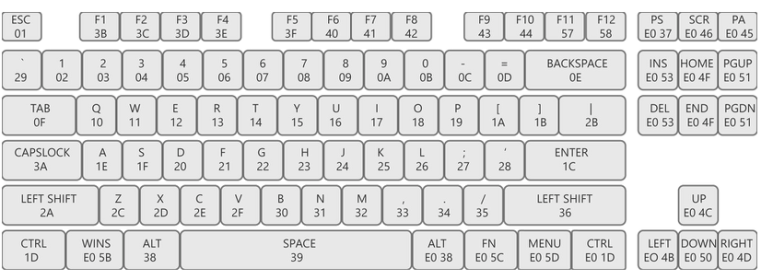 ESC F1 F2 F3 F4 F5 F6 F7 F8 F9 F10 F11 F12 PS SCR PA
01 3B 3C 3D 3E 3F 40 41 42 43 44 57 58 E0 37 E0 46 E0 45
` 1 2 3 4 5 6 7 8 9 0 - = BACKSPACE INS HOME PGUP
29 02 03 04 05 06 07 08 09 0A 0B 0C 0D 0E E0 53 E0 4F E0 51
TAB Q W E R T Y U I O P [ ] | DEL END PGDN
0F 10 11 12 13 14 15 16 17 18 19 1A 1B 2B E0 53 E0 4F E0 51
CAPSLOCK A S D F G H J K L ; ' ENTER
3A 1E 1F 20 21 22 23 24 25 26 27 28 1C
LEFT SHIFT Z X C V B N M , . / LEFT SHIFT UP
2A 2C 2D 2E 2F 30 31 32 33 34 35 36 E0 4C
CTRL WINS ALT SPACE ALT FN MENU CTRL LEFT DOWN RIGHT
1D E0 5B 38 39 E0 38 E0 5C E0 5D E0 1D EO 4B E0 50 E0 4D